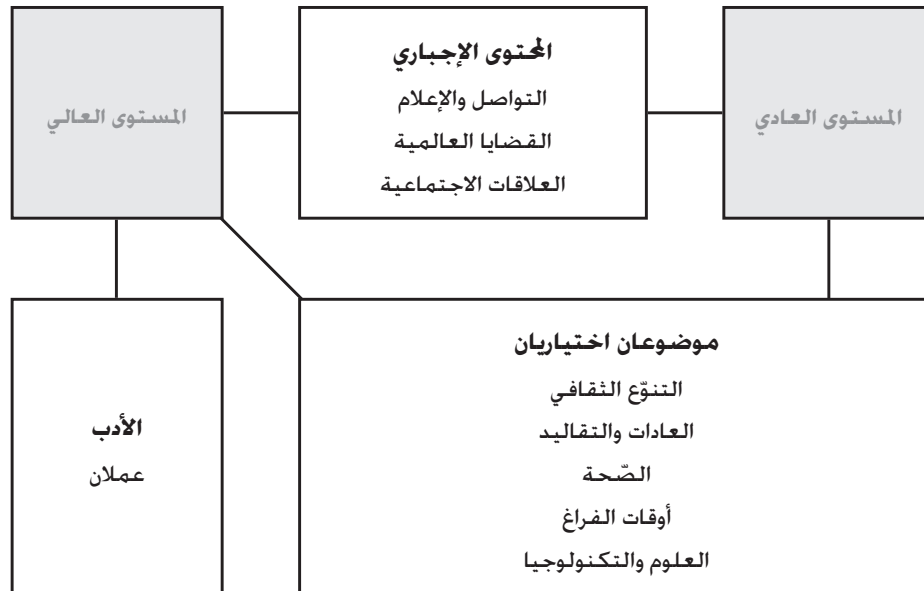 المستوى العادي
المحتوى الإجباري
التواصل والإعلام
القضايا العالمية
العلاقات الاجتماعية
المستوى العالي
موضوعان اختياريان
التنوّع الثقافي
العادات والتقاليد
الصّحة
أوقات الفراغ
العلوم والتكنولوجيا
الأدب
عملان